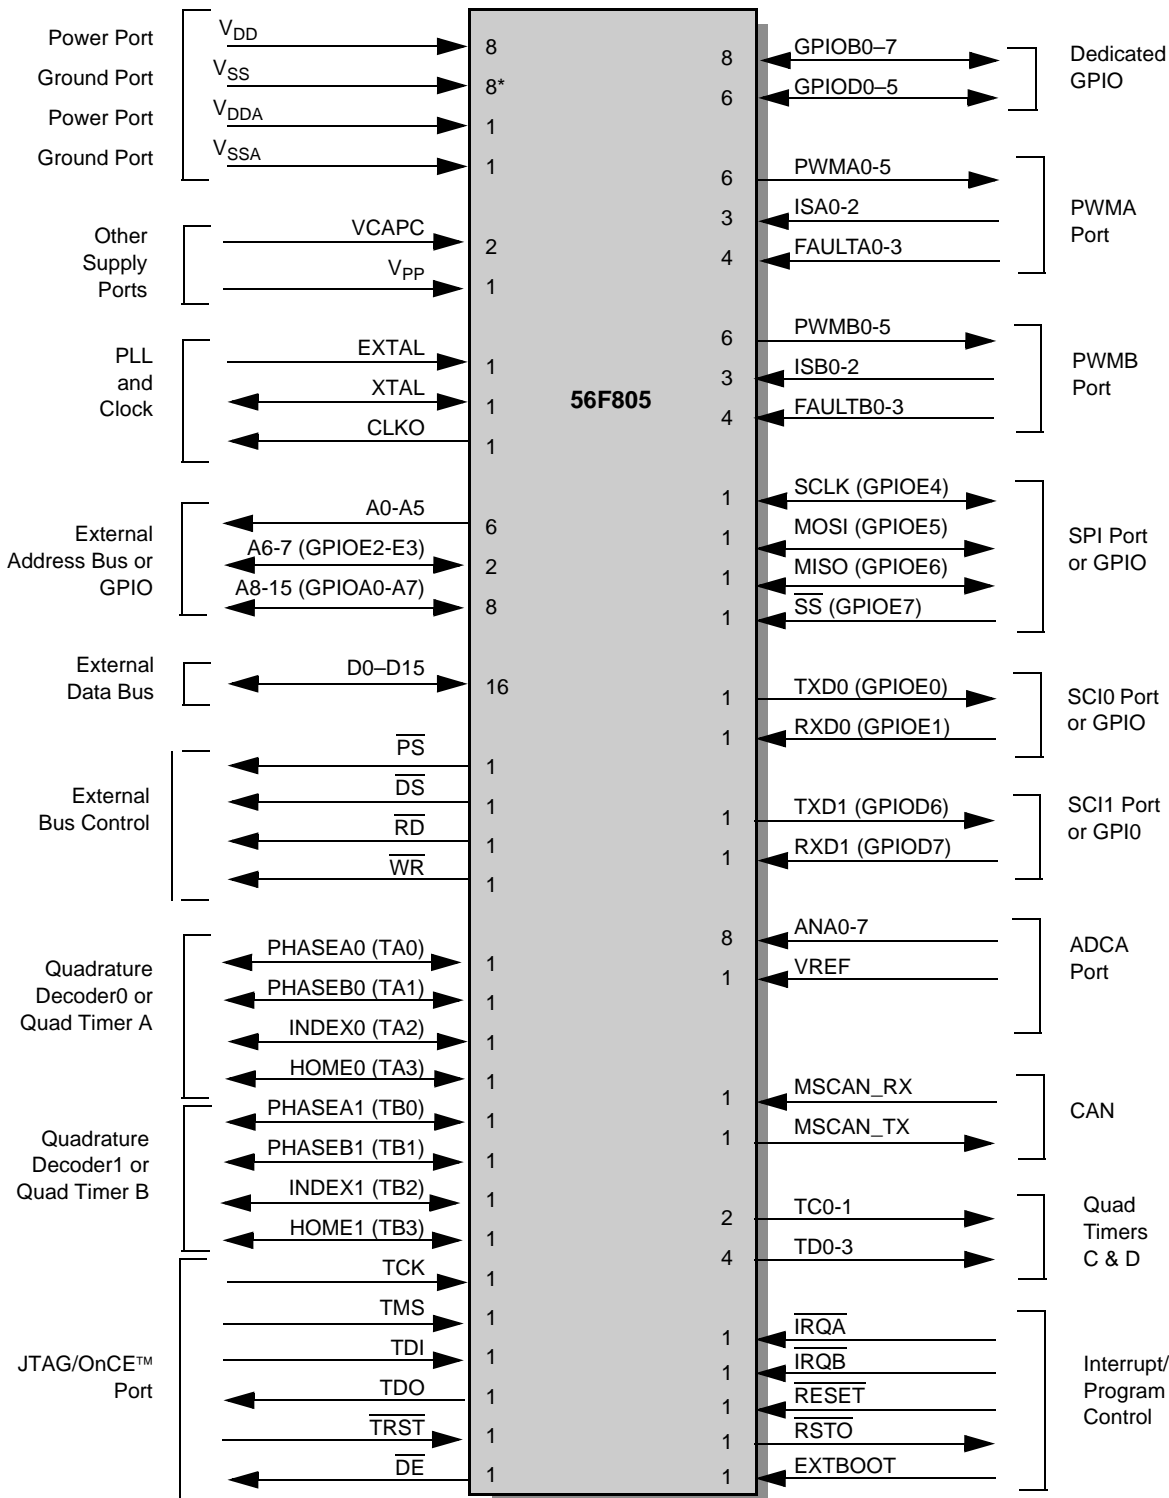 Power Port
V_DD
8
Ground Port
V_SS
8*
Power Port
V_DDA
1
Ground Port
V_SSA
1
Other
Supply
Ports
VCAPC
2
V_PP
1
PLL
and
Clock
EXTAL
1
XTAL
1
CLKO
1
External
Address Bus or
GPIO
A0-A5
6
A6-7 (GPIOE2-E3)
2
A8-15 (GPIOA0-A7)
8
External
Data Bus
D0–D15
16
External
Bus Control
PS
1
DS
1
RD
1
WR
1
Quadrature
Decoder0 or
Quad Timer A
PHASEA0 (TA0)
1
PHASEB0 (TA1)
1
INDEX0 (TA2)
1
HOME0 (TA3)
1
Quadrature
Decoder1 or
Quad Timer B
PHASEA1 (TB0)
1
PHASEB1 (TB1)
1
INDEX1 (TB2)
1
HOME1 (TB3)
1
JTAG/OnCE™
Port
TCK
1
TMS
1
TDI
1
TDO
1
TRST
1
DE
1
56F805
8
GPIOB0–7
6
GPIOD0–5
Dedicated
GPIO
6
PWMA0-5
3
ISA0-2
4
FAULTA0-3
PWMA
Port
6
PWMB0-5
3
ISB0-2
4
FAULTB0-3
PWMB
Port
1
SCLK (GPIOE4)
1
MOSI (GPIOE5)
1
MISO (GPIOE6)
1
SS (GPIOE7)
SPI Port
or GPIO
1
TXD0 (GPIOE0)
1
RXD0 (GPIOE1)
SCI0 Port
or GPIO
1
TXD1 (GPIOD6)
1
RXD1 (GPIOD7)
SCI1 Port
or GPI0
8
ANA0-7
1
VREF
ADCA
Port
1
MSCAN_RX
1
MSCAN_TX
CAN
2
TC0-1
4
TD0-3
Quad
Timers
C & D
1
IRQA
1
IRQB
1
RESET
1
RSTO
1
EXTBOOT
Interrupt/
Program
Control